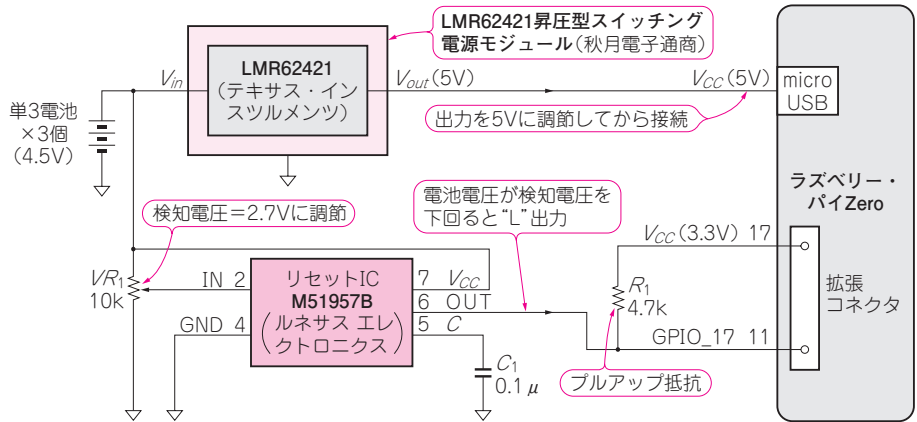 LMR62421昇圧型スイッチング
電源モジュール(秋月電子通商)
LMR62421
(テキサス・イン
スツルメンツ)
Vin
Vout(5V)
VCC(5V)
micro
USB
単3電池
×3個
(4.5V)
出力を5Vに調節してから接続
ラズベリー・
パイZero
検知電圧=2.7Vに調節
電池電圧が検知電圧を
下回ると“L”出力
VCC(3.3V) 17
VR1
10k
IN 2
リセットIC
M51957B
(ルネサス エレ
クトロニクス)
7 VCC
6 OUT
5 C
GND 4
R1
4.7k
拡張
コネクタ
GPIO_17 11
C1
0.1μ
プルアップ抵抗